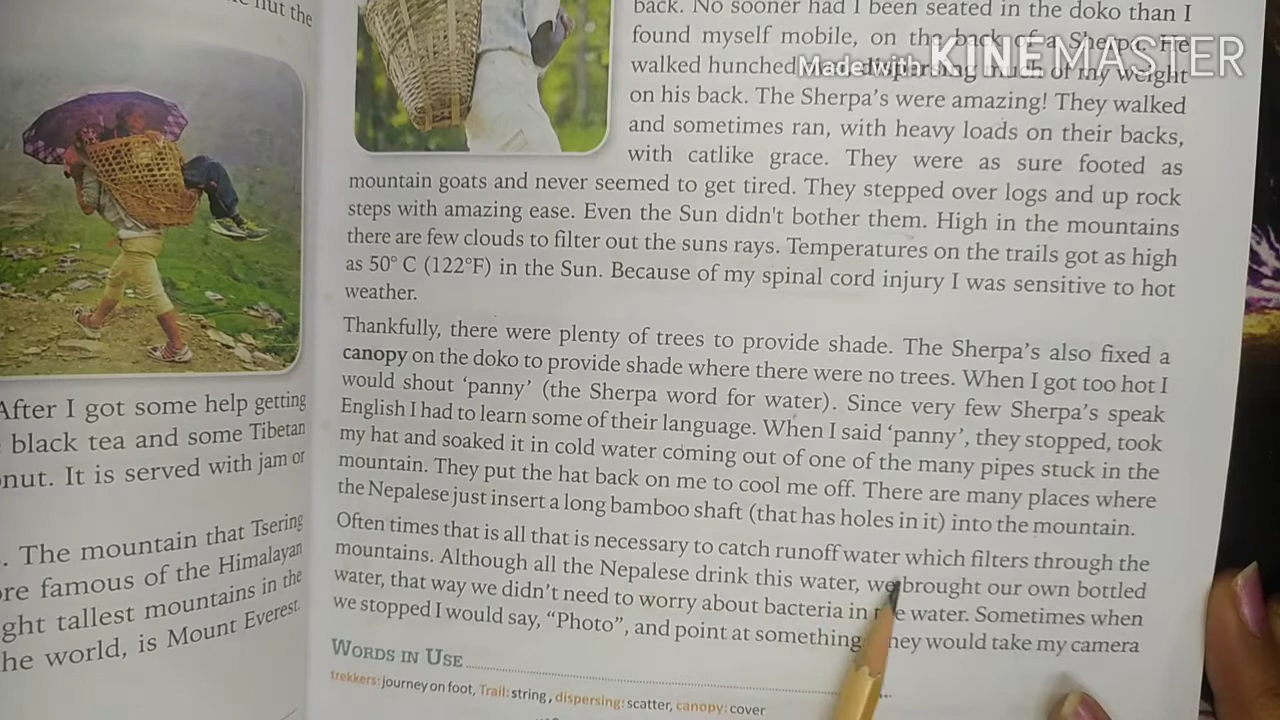 nut the
After I got some help getting
black tea and some Tibetan
nut. It is served with jam or
. The mountain that Tsering
re famous of the Himalayan
ght tallest mountains in the
he world, is Mount Everest.
back. No sooner had I been seated in the doko than I
found myself mobile, on the back of a Sherpa. He
walked hunched dispersing much of my weight
Made with KINEMASTER
on his back. The Sherpa's were amazing! They walked
and sometimes ran, with heavy loads on their backs,
with catlike grace. They were as sure footed as
mountain goats and never seemed to get tired. They stepped over logs and up rock
steps with amazing ease. Even the Sun didn't bother them. High in the mountains
there are few clouds to filter out the suns rays. Temperatures on the trails got as high
as 50° C (122°F) in the Sun. Because of my spinal cord injury I was sensitive to hot
weather.
Thankfully, there were plenty of trees to provide shade. The Sherpa's also fixed a
canopy on the doko to provide shade where there were no trees. When I got too hot I
would shout 'panny' (the Sherpa word for water). Since very few Sherpa's speak
English I had to learn some of their language. When I said 'panny', they stopped, took
my hat and soaked it in cold water coming out of one of the many pipes stuck in the
mountain. They put the hat back on me to cool me off. There are many places where
the Nepalese just insert a long bamboo shaft (that has holes in it) into the mountain.
Often times that is all that is necessary to catch runoff water which filters through the
mountains. Although all the Nepalese drink this water, we brought our own bottled
water, that way we didn't need to worry about bacteria in the water. Sometimes when
we stopped I would say, "Photo", and point at something. They would take my camera
WORDS IN USE
trekkers: journey on foot, Trail: string, dispersing: scatter, canopy: cover